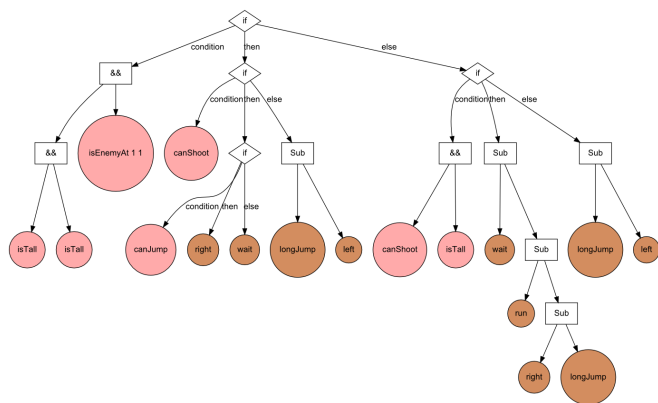 if
condition
then
else
&&
if
if
condition
then
else
condition
then
else
&&
isEnemyAt 1 1
canShoot
if
Sub
&&
Sub
Sub
condition
then
else
isTall
isTall
canJump
right
wait
longJump
left
canShoot
isTall
wait
Sub
longJump
left
run
Sub
right
longJump